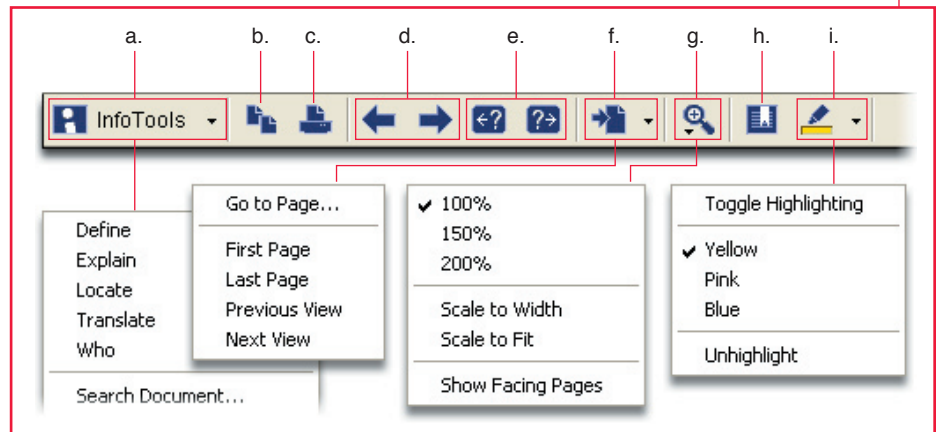 a. b. c. d. e. f. g. h. i.
InfoTools
Define
Explain
Locate
Translate
Who
Search Document...
Go to Page...
First Page
Last Page
Previous View
Next View
100%
150%
200%
Scale to Width
Scale to Fit
Show Facing Pages
Toggle Highlighting
Yellow
Pink
Blue
Unhighlight